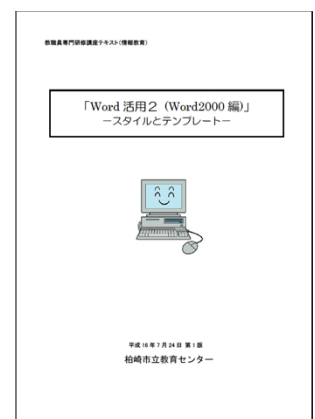 教職員専門研修講座テキスト(情報教育)
「Word 活用２ (Word2000 編)」
－スタイルとテンプレート－
平成 16 年 7 月 24 日 第 1 版
柏崎市立教育センター